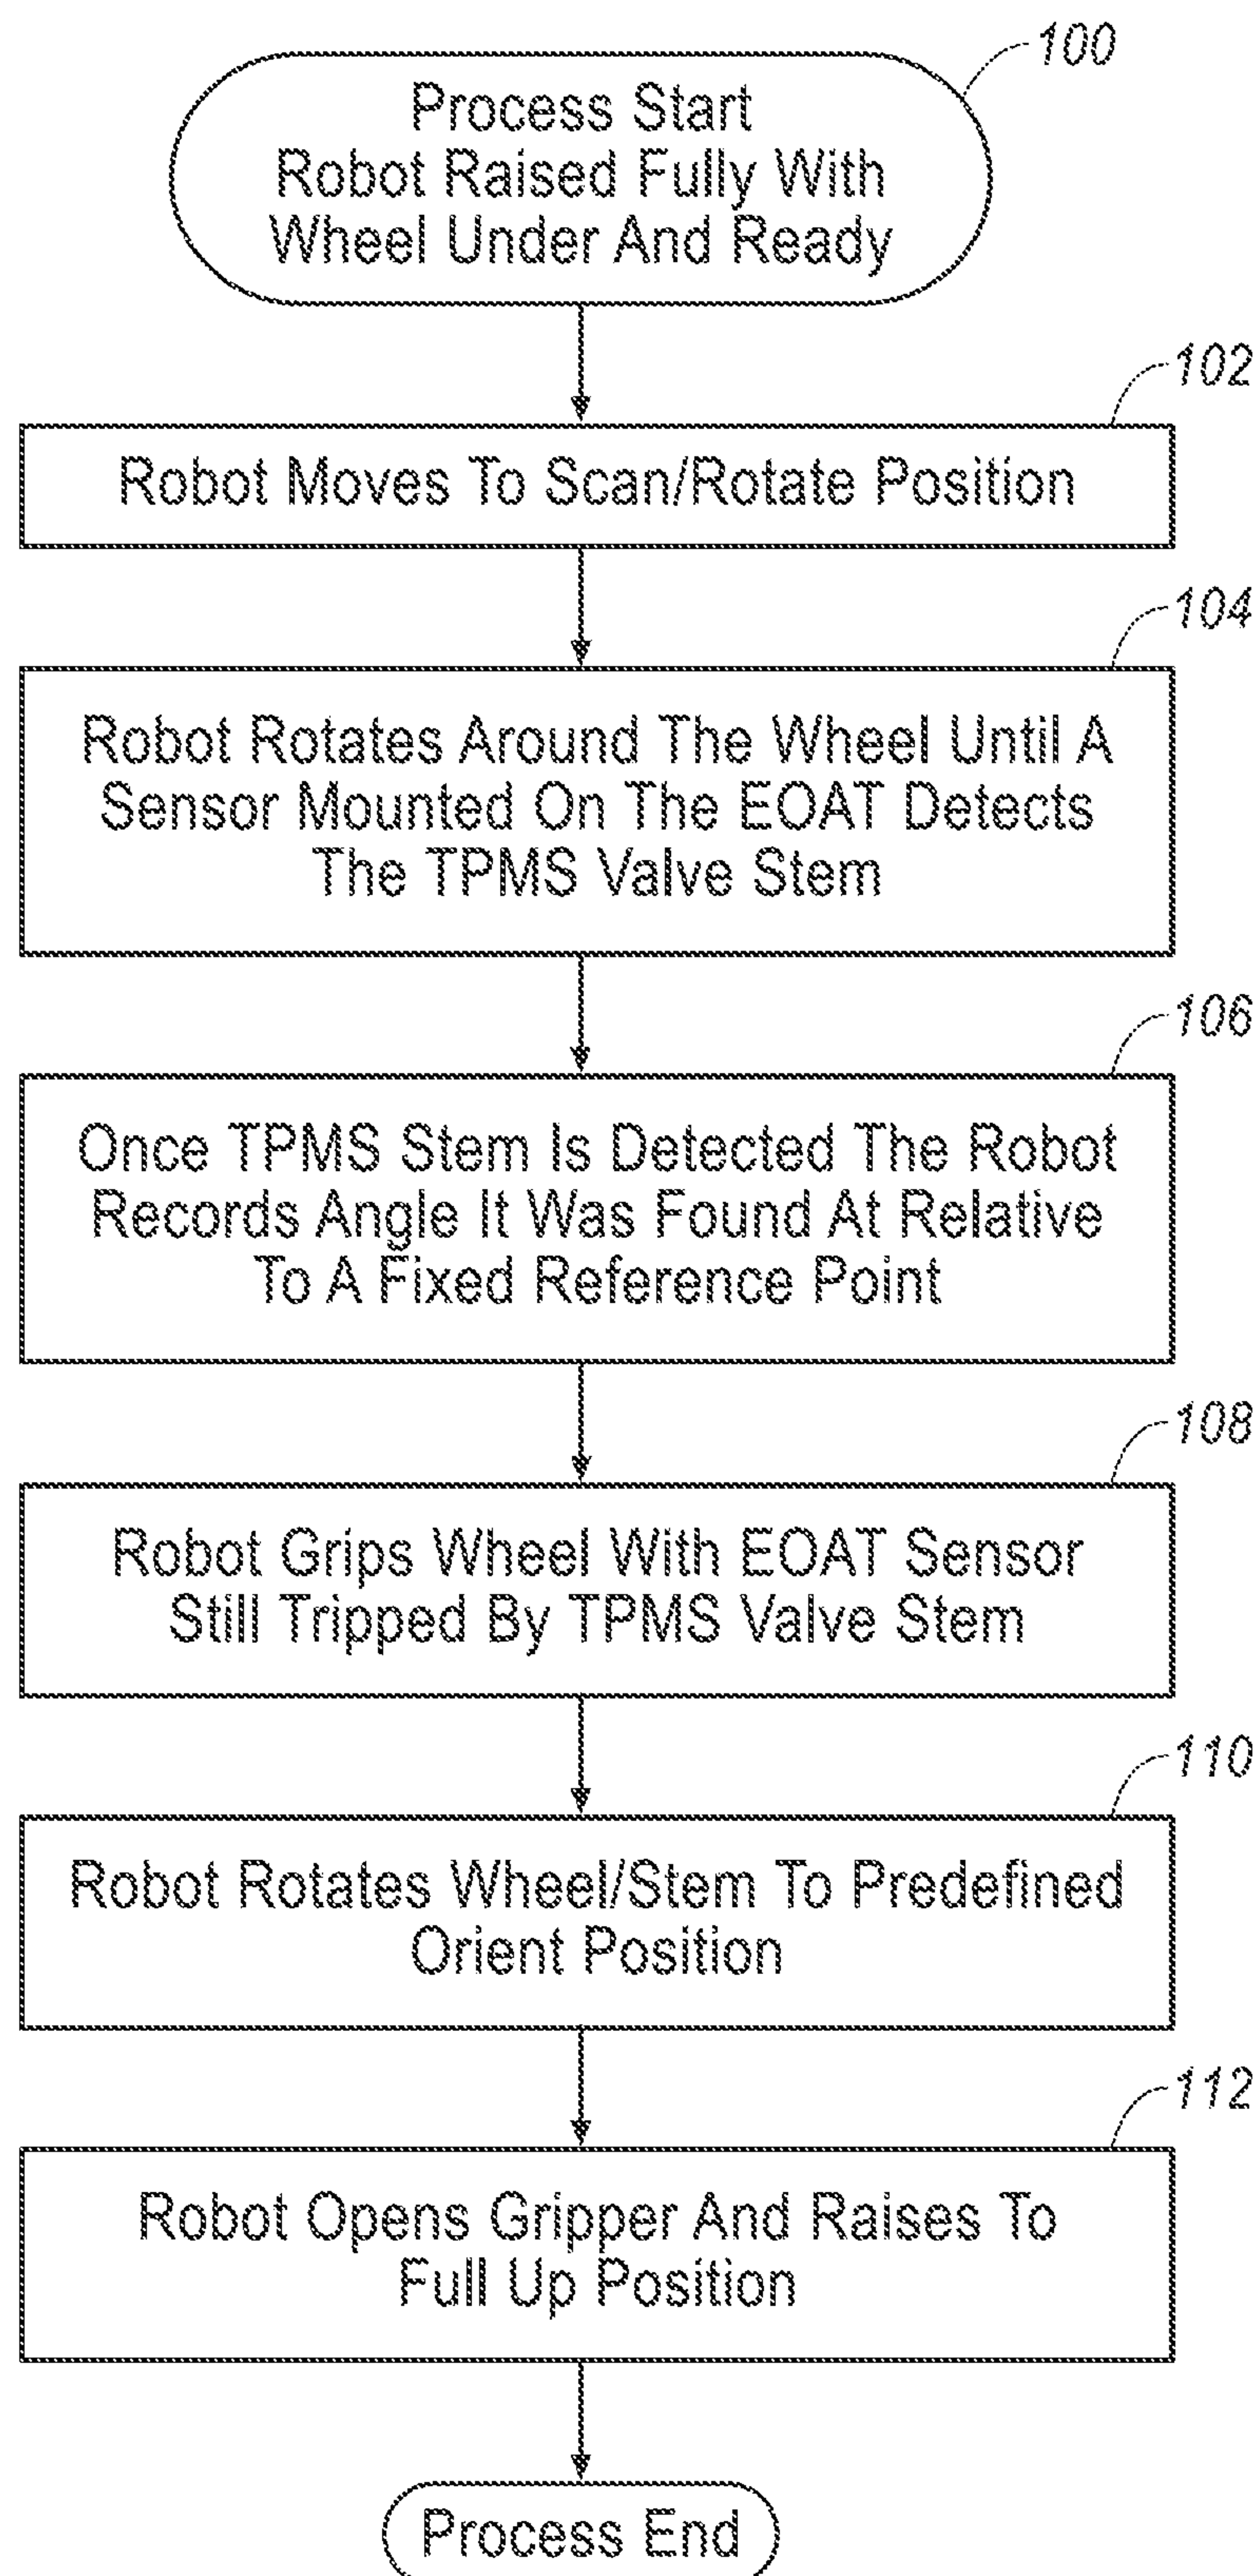 100
Process Start
Robot Raised Fully With
Wheel Under And Ready
102
Robot Moves To Scan/Rotate Position
104
Robot Rotates Around The Wheel Until A
Sensor Mounted On The EOAT Detects
The TPMS Valve Stem
106
Once TPMS Stem Is Detected The Robot
Records Angle It Was Found At Relative
To A Fixed Reference Point
108
Robot Grips Wheel With EOAT Sensor
Still Tripped By TPMS Valve Stem
110
Robot Rotates Wheel/Stem To Predefined
Orient Position
112
Robot Opens Gripper And Raises To
Full Up Position
Process End